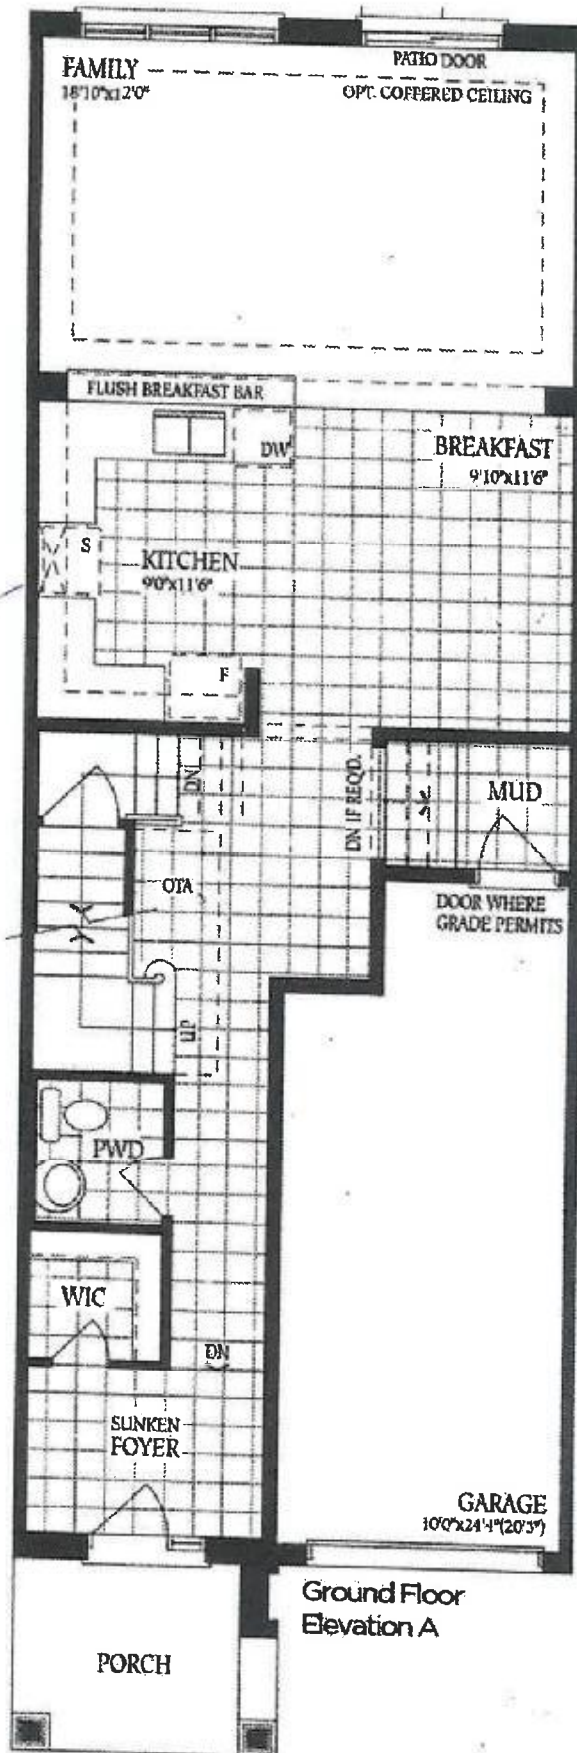 FAMILY
18'10"x12'0"
PATIO DOOR
OPT. COFFERED CEILING
FLUSH BREAKFAST BAR
DW
BREAKFAST
9'10"x11'6"
S
KITCHEN
9'0"x11'6"
F
DN
DN IF REQD.
MUD
OTA
DOOR WHERE
GRADE PERMITS
UP
PWD
WIC
DN
SUNKEN
FOYER
GARAGE
10'0"x24'4"(20'3")
Ground Floor
Elevation A
PORCH